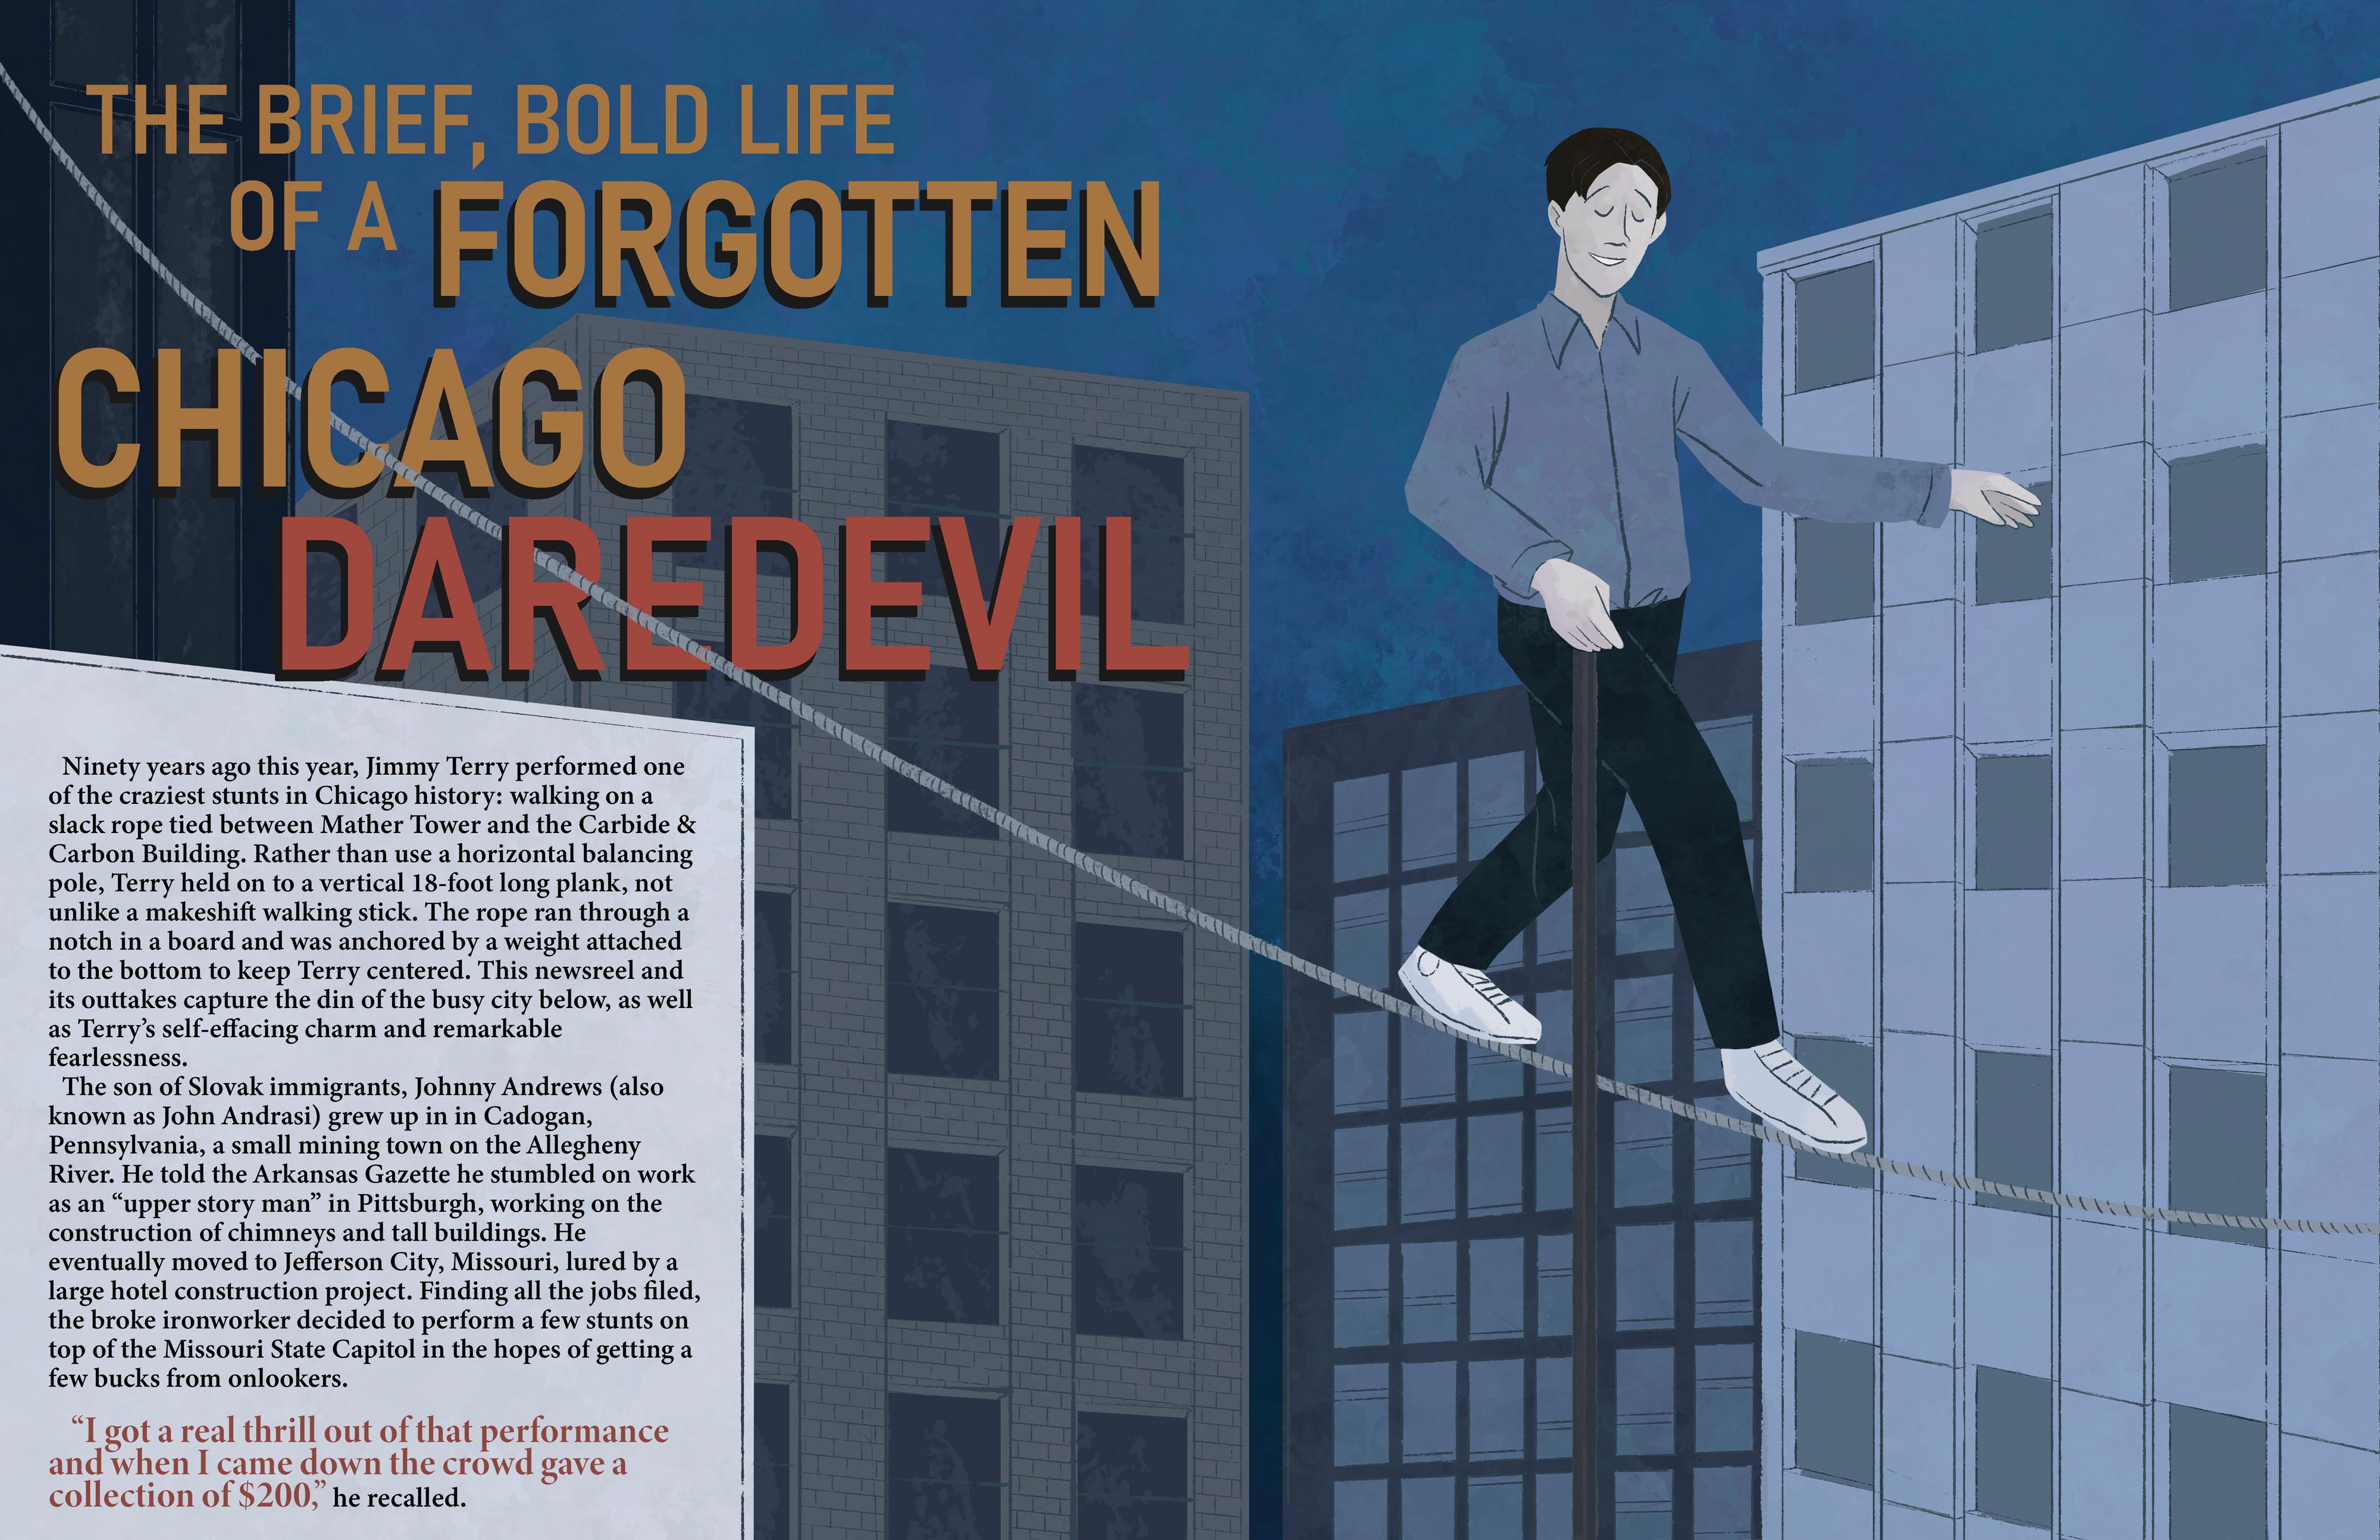 THE BRIEF, BOLD LIFE
OF A FORGOTTEN
CHICAGO
DAREDEVIL
Ninety years ago this year, Jimmy Terry performed one
of the craziest stunts in Chicago history: walking on a
slack rope tied between Mather Tower and the Carbide &
Carbon Building. Rather than use a horizontal balancing
pole, Terry held on to a vertical 18-foot long plank, not
unlike a makeshift walking stick. The rope ran through a
notch in a board and was anchored by a weight attached
to the bottom to keep Terry centered. This newsreel and
its outtakes capture the din of the busy city below, as well
as Terry’s self-effacing charm and remarkable
fearlessness.
The son of Slovak immigrants, Johnny Andrews (also
known as John Andrasi) grew up in in Cadogan,
Pennsylvania, a small mining town on the Allegheny
River. He told the Arkansas Gazette he stumbled on work
as an “upper story man” in Pittsburgh, working on the
construction of chimneys and tall buildings. He
eventually moved to Jefferson City, Missouri, lured by a
large hotel construction project. Finding all the jobs filed,
the broke ironworker decided to perform a few stunts on
top of the Missouri State Capitol in the hopes of getting a
few bucks from onlookers.
“I got a real thrill out of that performance
and when I came down the crowd gave a
collection of $200,” he recalled.